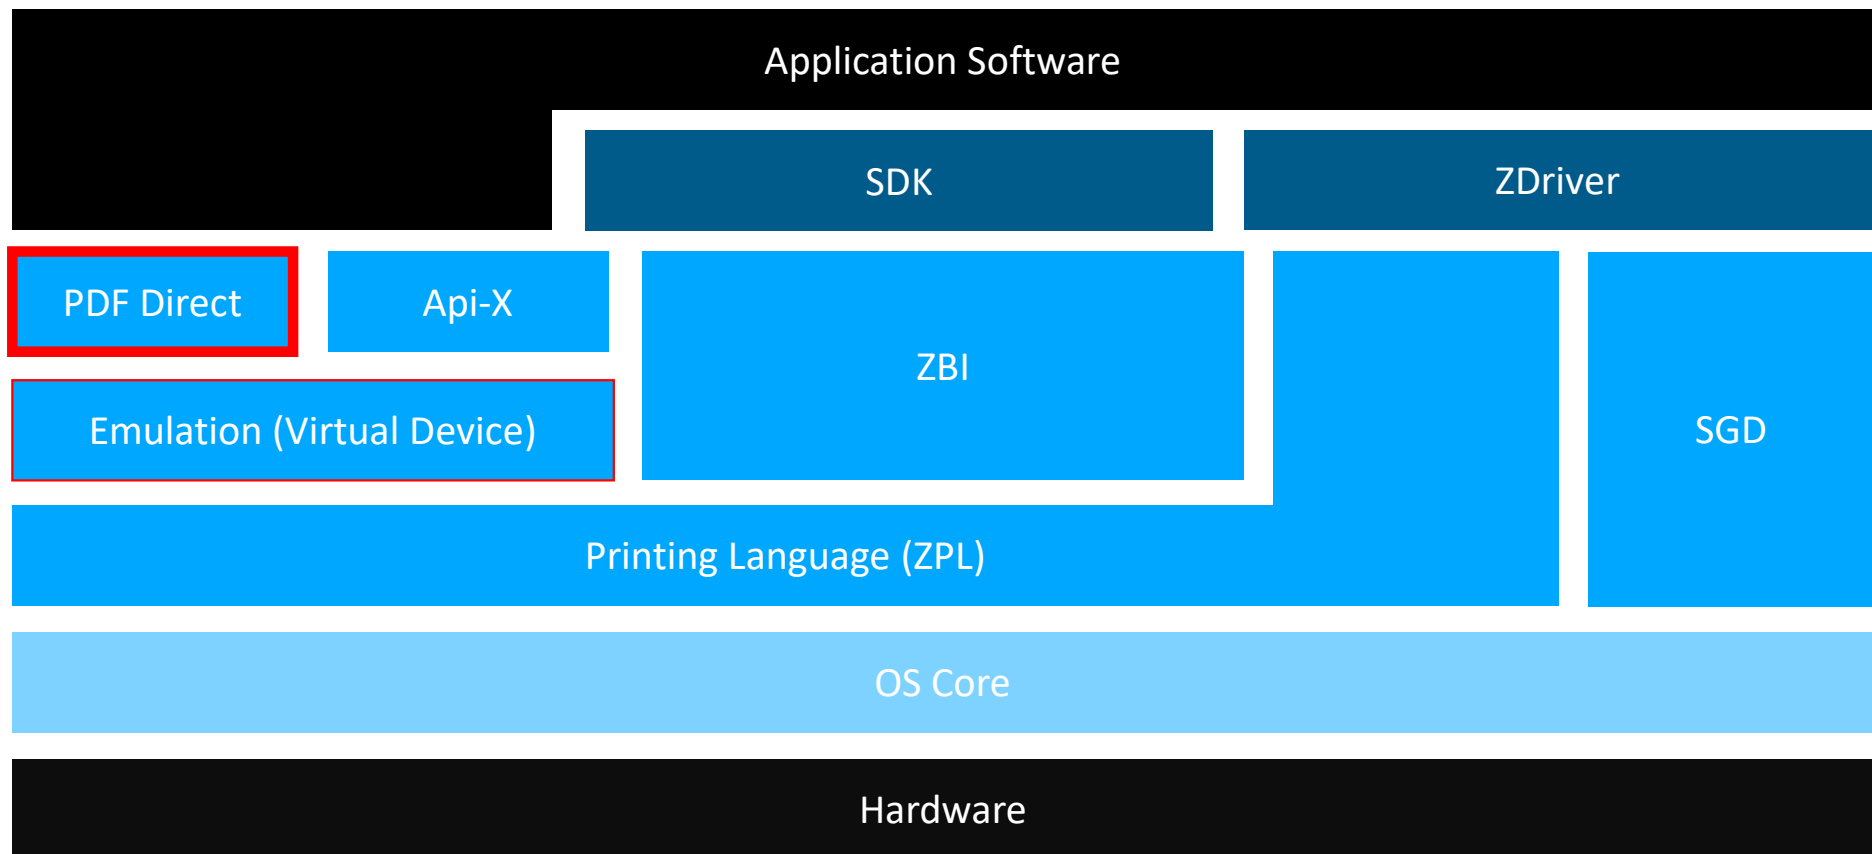 Application Software
SDK
ZDriver
PDF Direct
Api-X
ZBI
Emulation (Virtual Device)
SGD
Printing Language (ZPL)
OS Core
Hardware